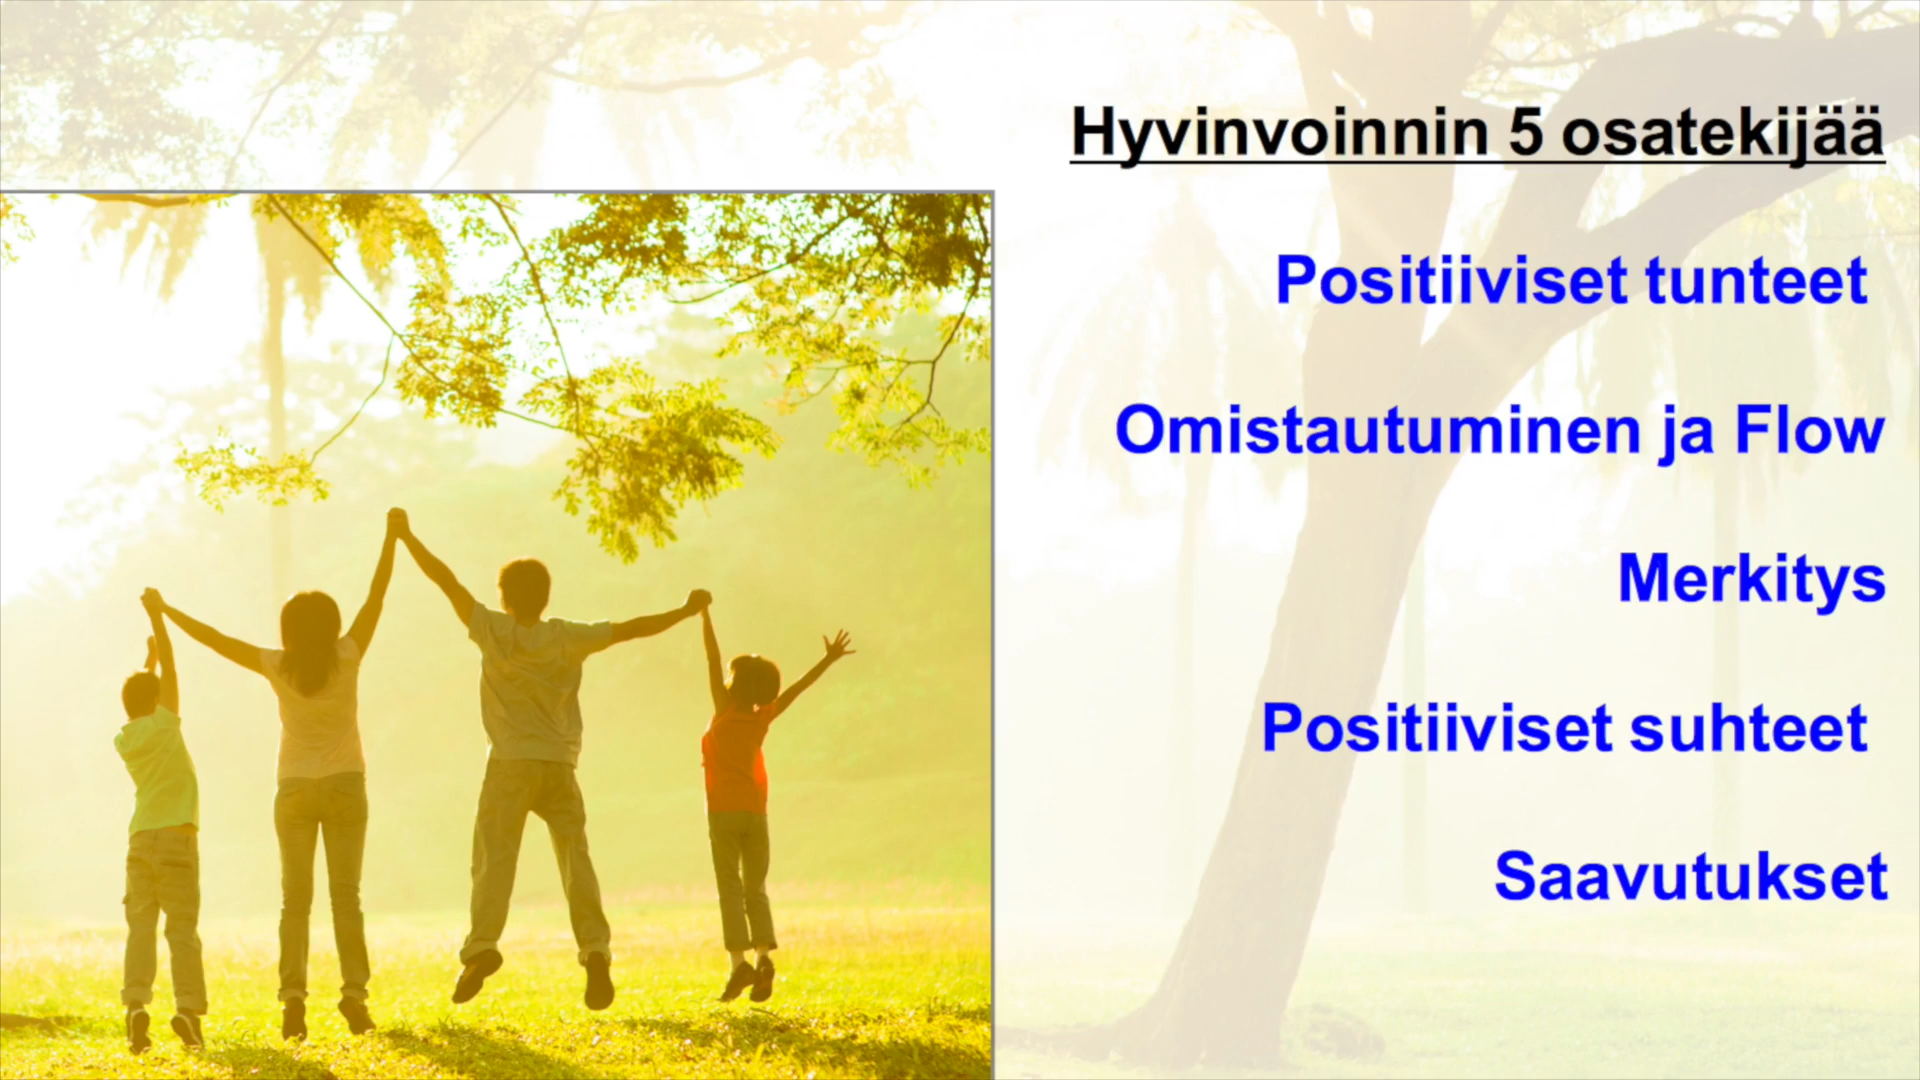 Hyvinvoinnin 5 osatekijää
Positiiviset tunteet
Omistautuminen ja Flow
Merkitys
Positiiviset suhteet
Saavutukset